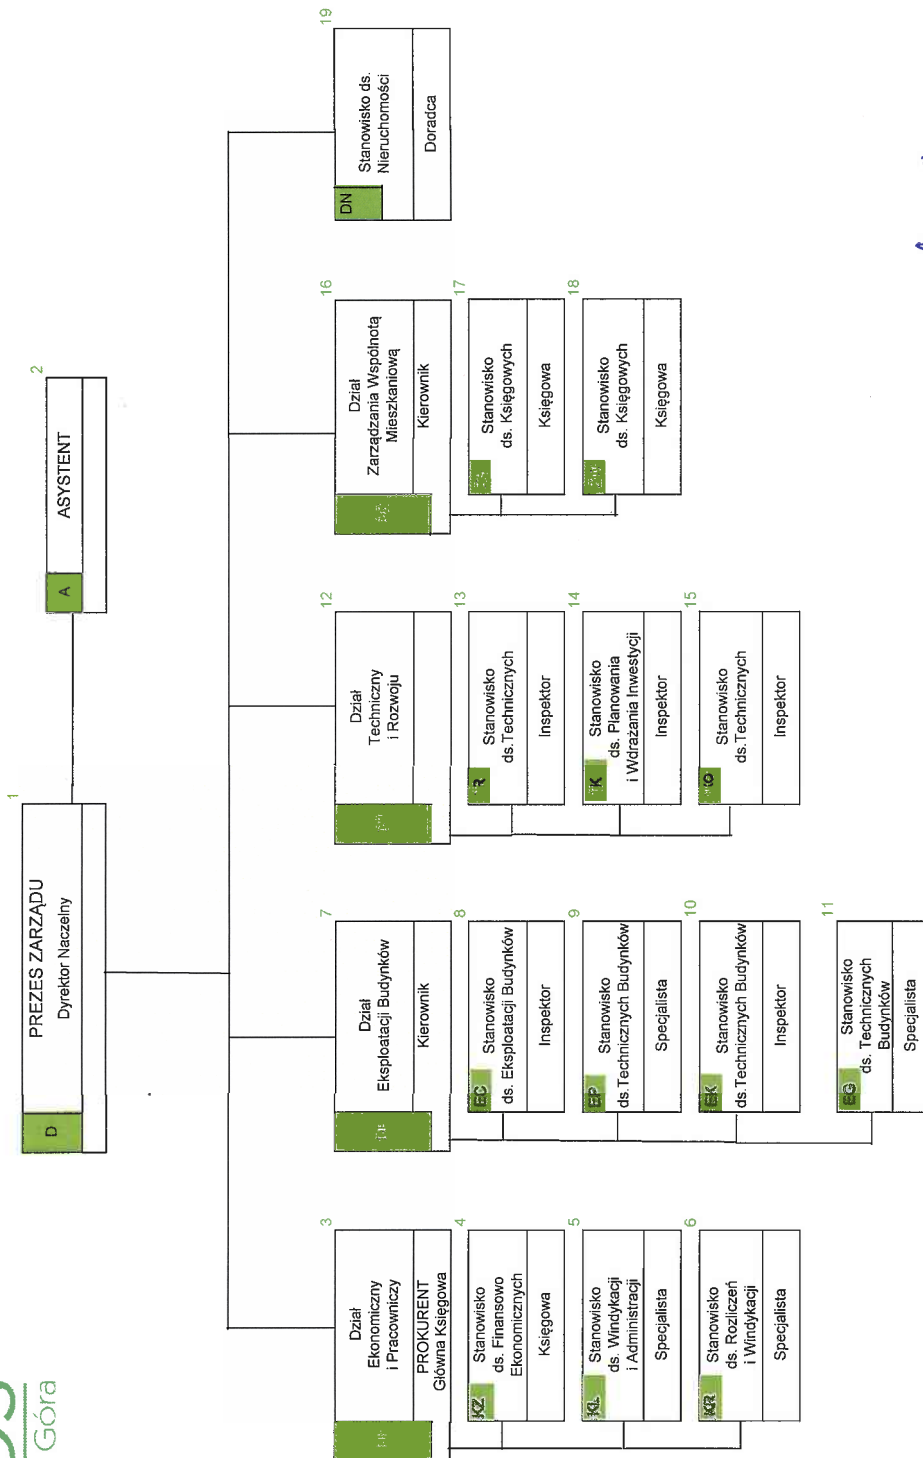 Góra
1
D
PREZES ZARZĄDU
Dyrektor Naczelny
2
A
ASYSTENT
3
Dział
Ekonomiczny
i Pracowniczy
PROKURENT
Główna Księgowa
4
KZ
Stanowisko
ds. Finansowo
Ekonomicznych
Księgowa
5
KL
Stanowisko
ds. Windykacji
i Administracji
Specjalista
6
KR
Stanowisko
ds. Rozliczeń
i Windykacji
Specjalista
7
Dział
Eksploatacji Budynków
Kierownik
8
EC
Stanowisko
ds. Eksploatacji Budynków
Inspektor
9
EP
Stanowisko
ds.Technicznych Budynków
Specjalista
10
EK
Stanowisko
ds.Technicznych Budynków
Inspektor
11
EG
Stanowisko
ds. Technicznych
Budynków
Specjalista
12
Dział
Techniczny
i Rozwoju
13
Stanowisko
ds.Technicznych
Inspektor
14
Stanowisko
ds. Planowania
i Wdrażania Inwestycji
Inspektor
15
Stanowisko
ds.Technicznych
Inspektor
16
Dział
Zarządzania Wspólnotą
Mieszkaniową
Kierownik
17
Stanowisko
ds. Księgowych
Księgowa
18
Stanowisko
ds. Księgowych
Księgowa
19
DN
Stanowisko ds.
Nieruchomości
Doradca